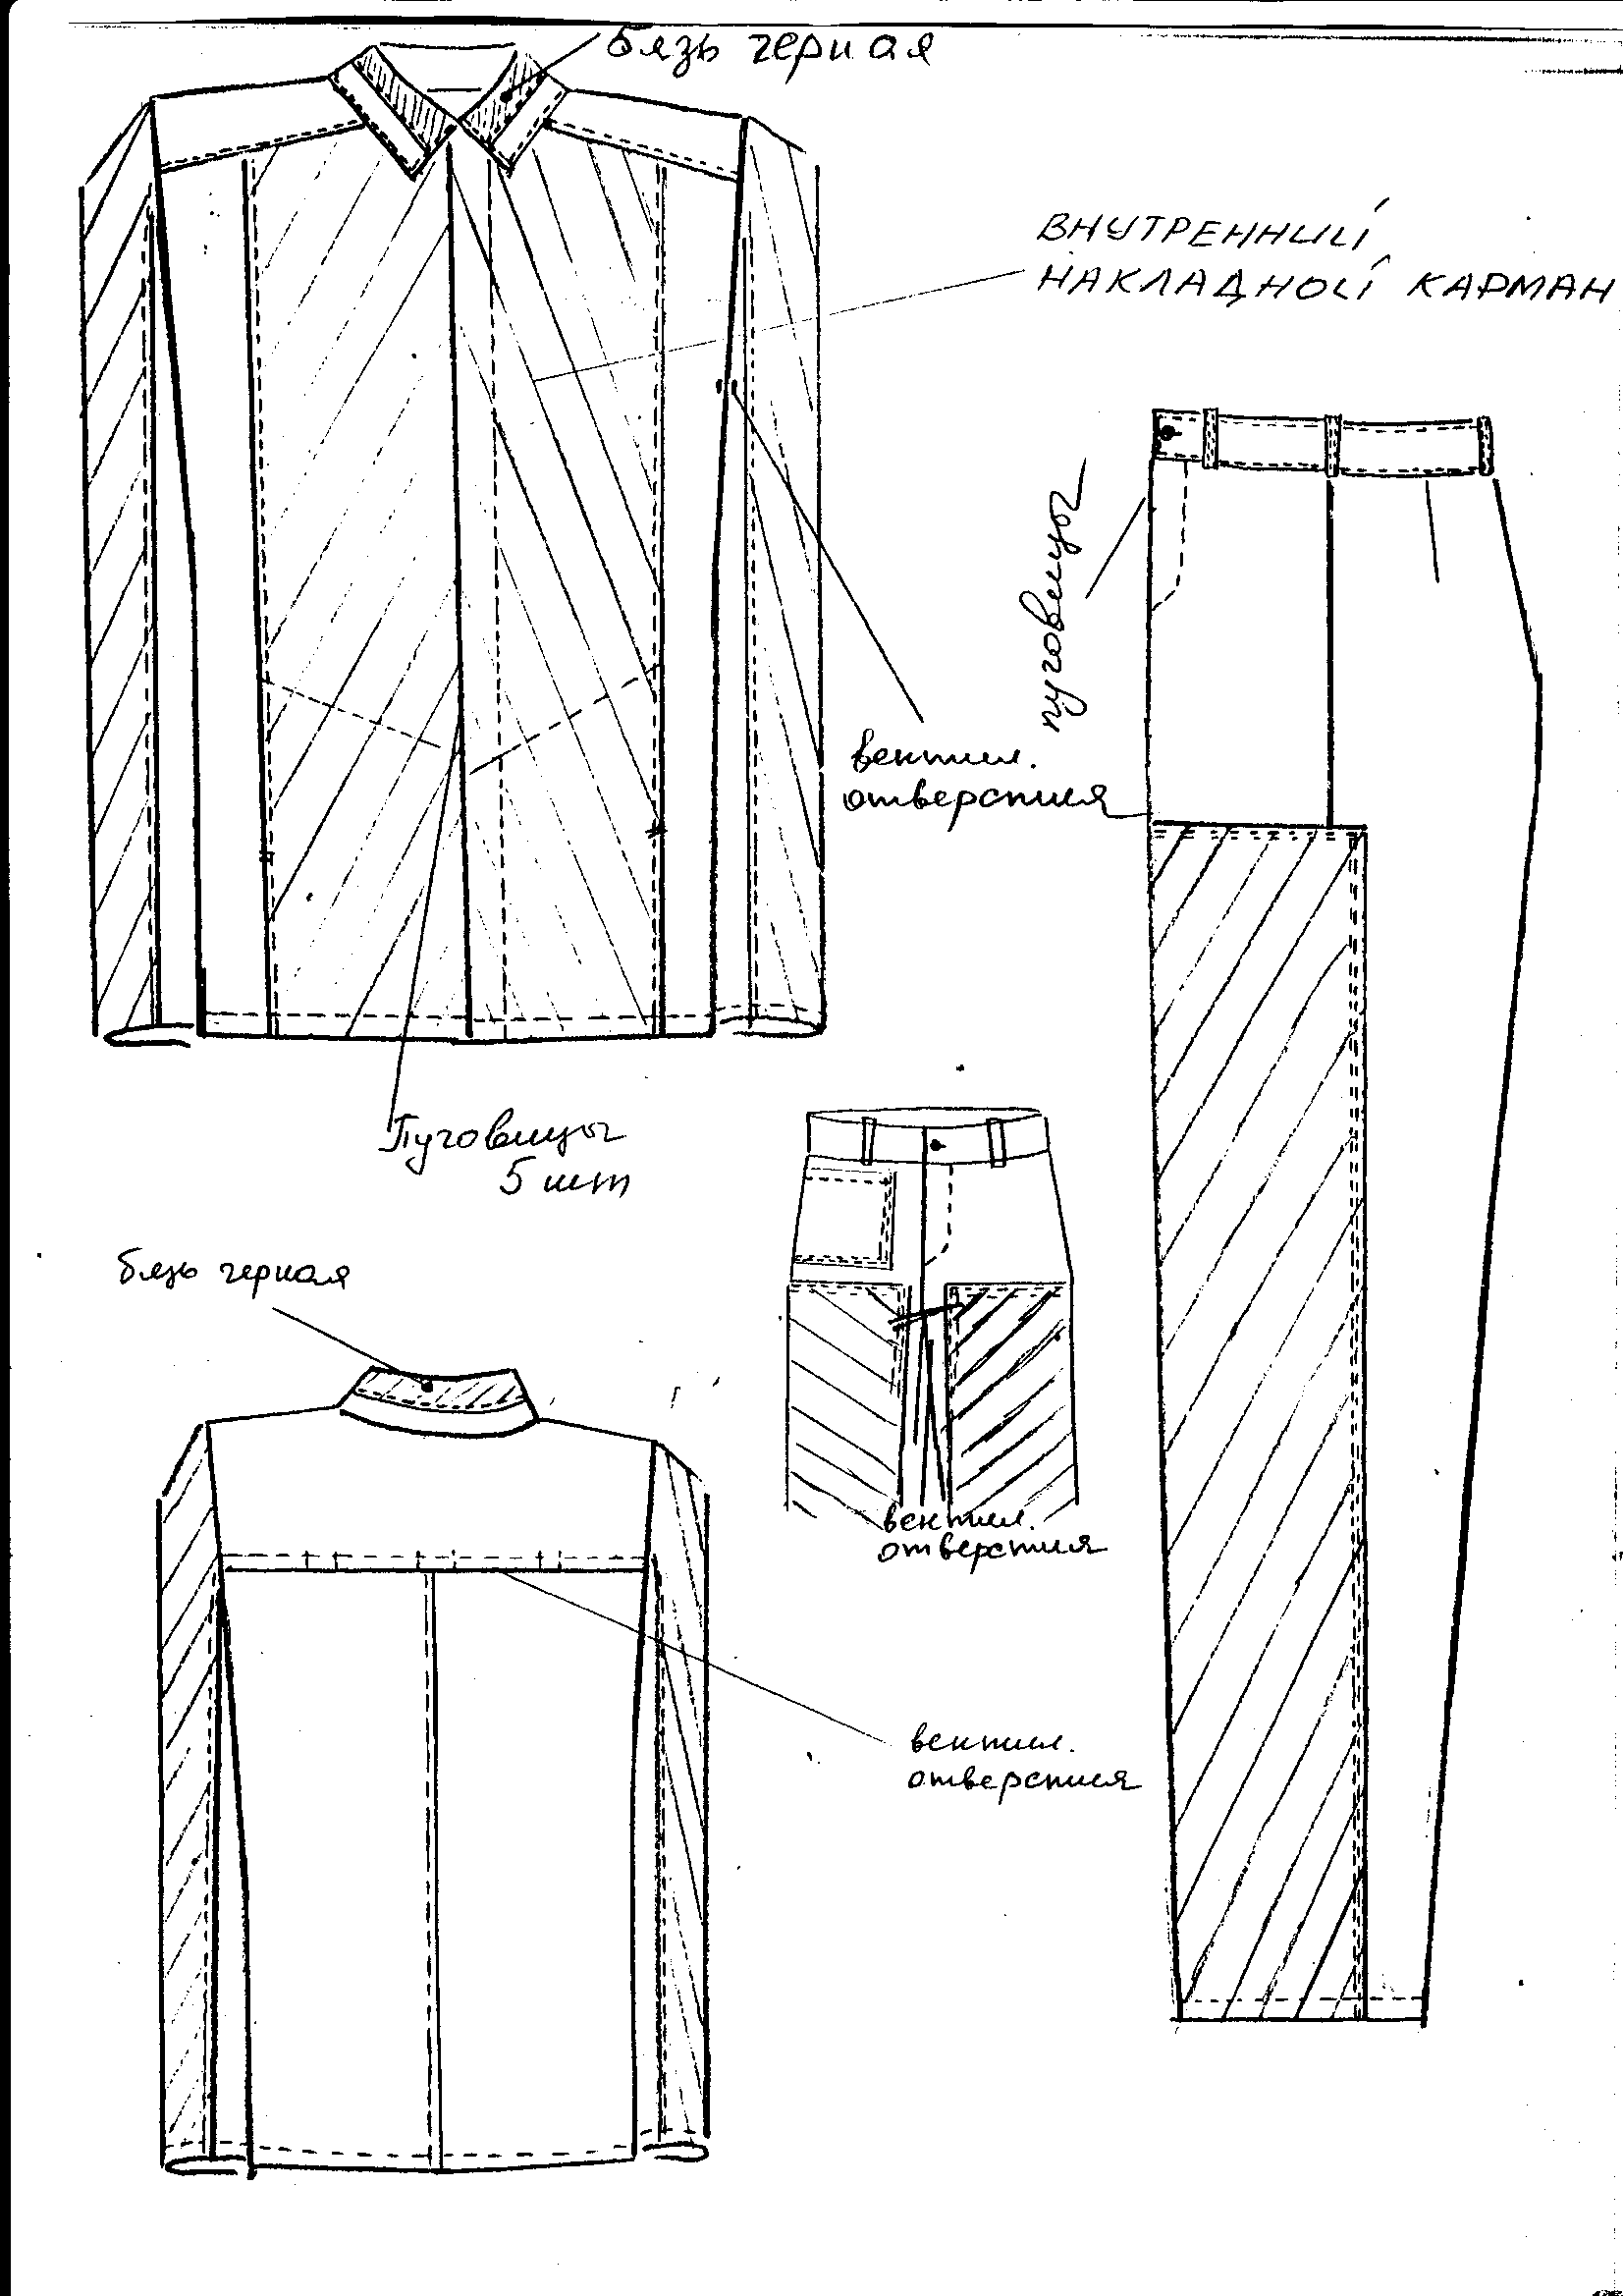 бязь черная
ВНУТРЕННИЙ
НАКЛАДНОЙ КАРМАН
пуговицы
вентил.
отверстия
Пуговицы
5 шт
бязь черная
вентил.
отверстия
вентил.
отверстия